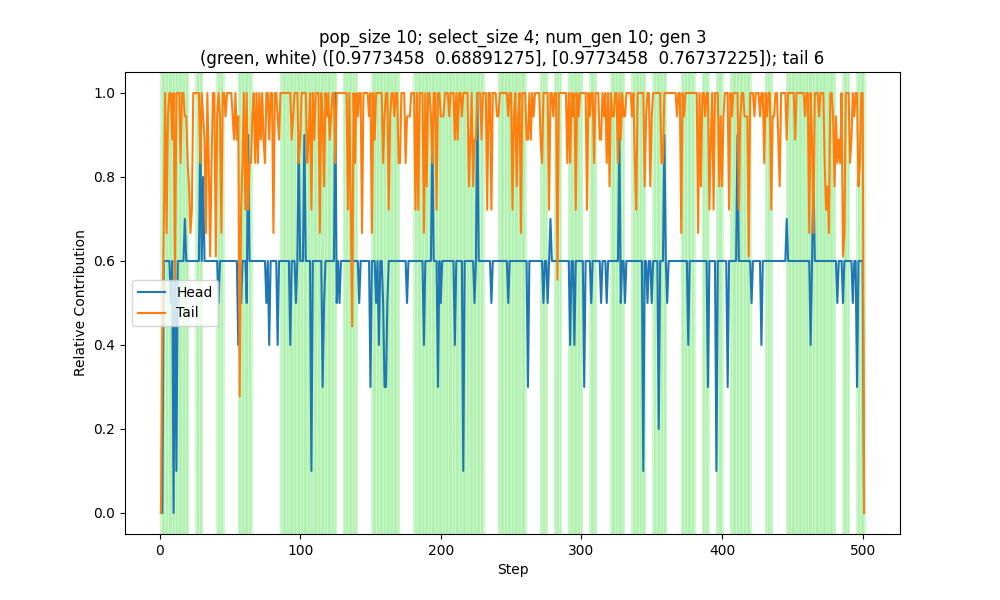 pop_size 10; select_size 4; num_gen 10; gen 3
(green, white) ([0.9773458  0.68891275], [0.9773458  0.76737225]); tail 6
Relative Contribution
1.0
0.8
0.6
0.4
0.2
0.0
Head
Tail
0
100
200
300
400
500
Step